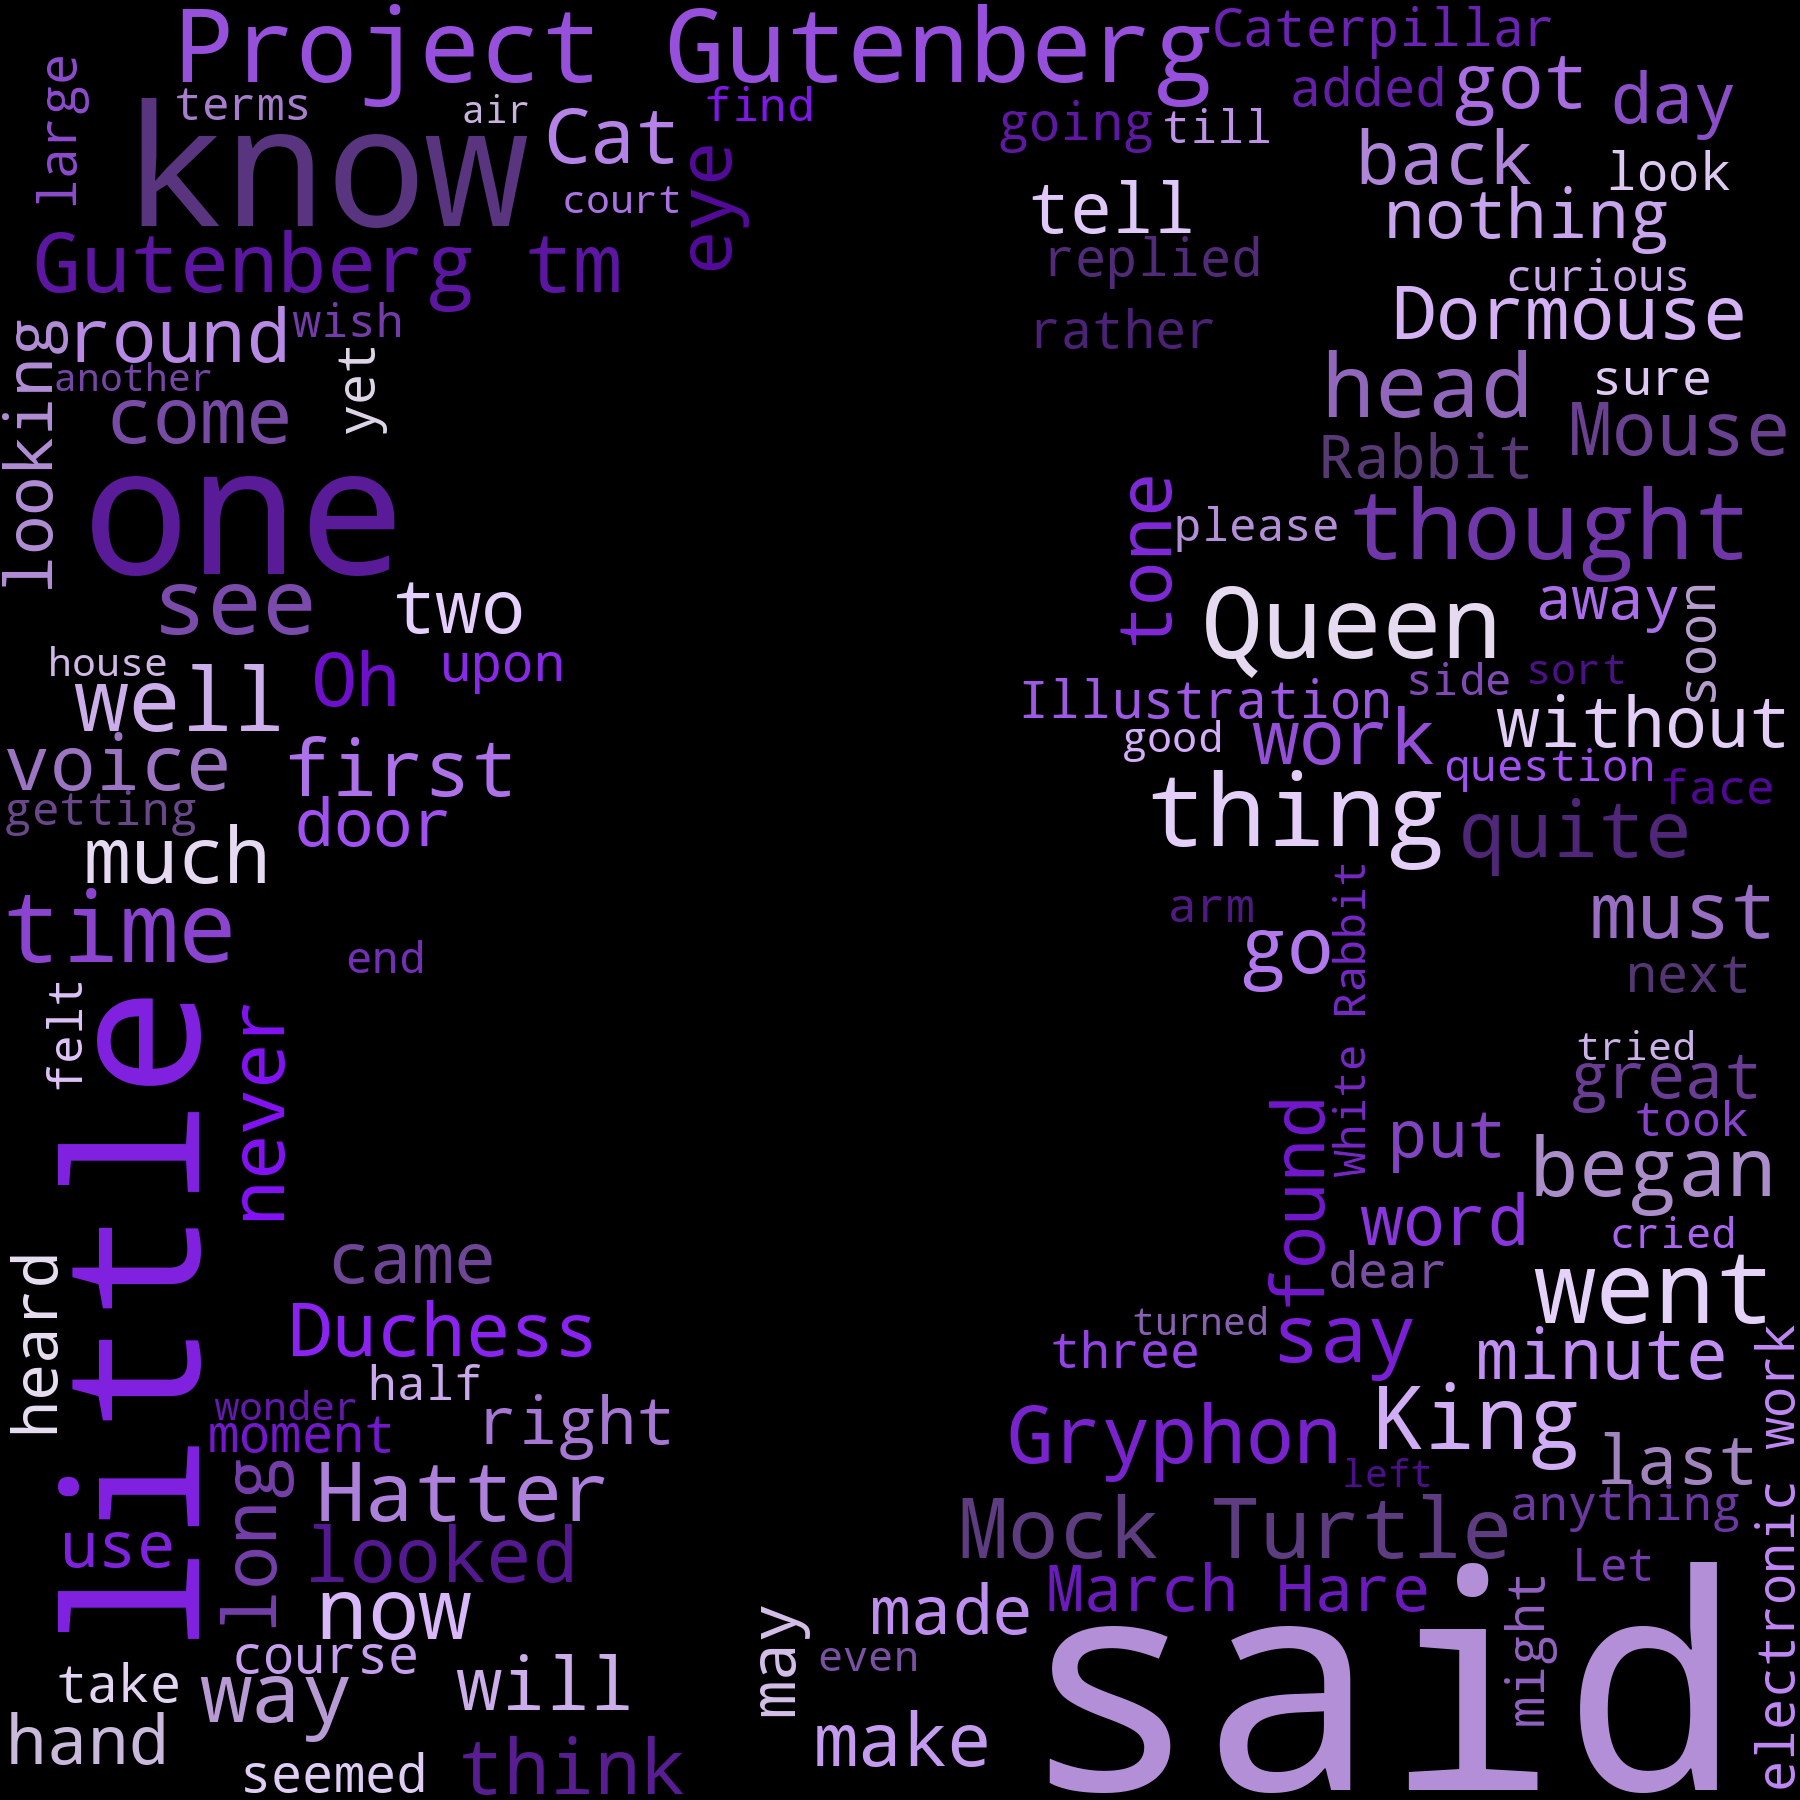 Project Gutenberg
Caterpillar
large
terms
air
know
Cat
find
going
till
added
got
day
court
eye
tell
back
look
nothing
Gutenberg tm
replied
curious
Dormouse
round
wish
rather
looking
another
yet
come
head
sure
Mouse
Rabbit
one
tone
please
thought
see
two
Queen
away
soon
house
well
Oh
upon
Illustration
side
sort
good
work
without
voice
first
question
face
getting
door
thing
quite
much
time
end
arm
go
White Rabbit
must
next
felt
little
never
tried
great
took
found
put
began
heard
came
word
cried
dear
went
Duchess
half
turned
three
say
minute
wonder
moment
right
Gryphon
King
left
last
electronic work
long
Hatter
Mock Turtle
anything
use
looked
March Hare
Let
now
may
made
said
might
course
even
take
way
will
hand
seemed
think
make